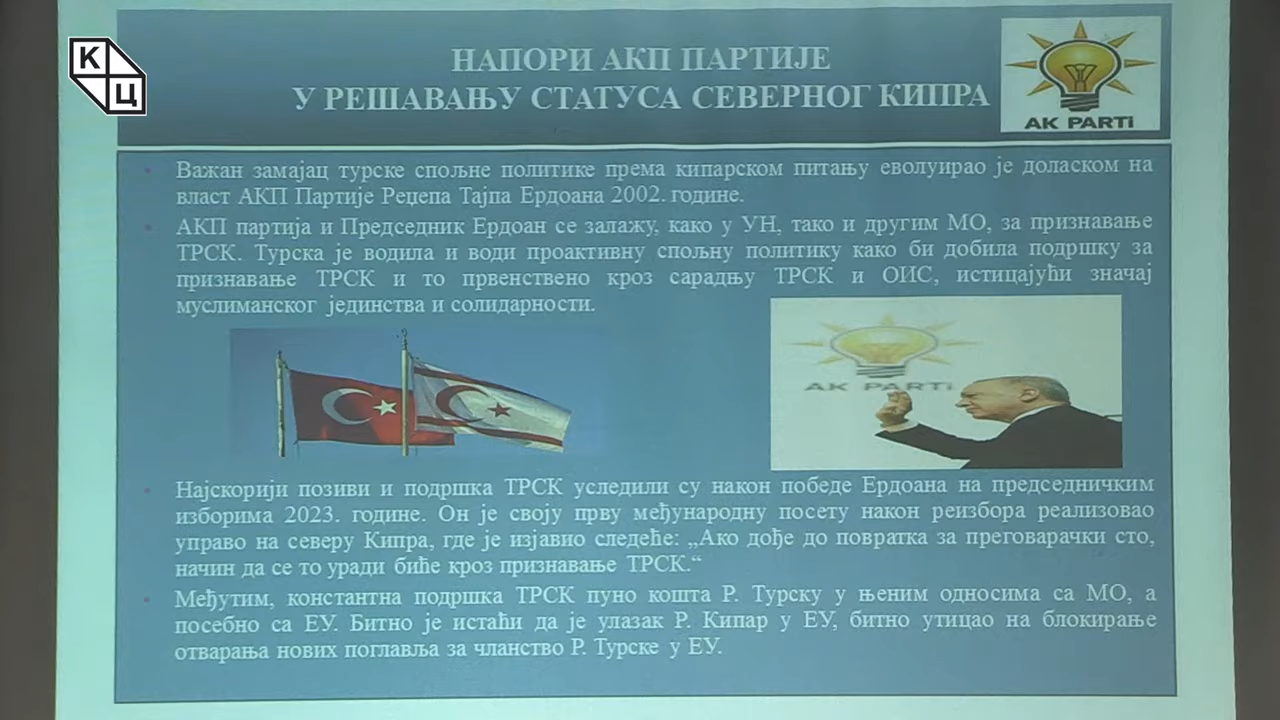 К
Ц
НАПОРИ АКП ПАРТИЈЕ
У РЕШАВАЊУ СТАТУСА СЕВЕРНОГ КИПРА
AK PARTİ
Важан замајац турске спољне политике према кипарском питању еволуирао је доласком на
власт АКП Партије Реџепа Тајпа Ердоана 2002. године.
АКП партија и Председник Ердоан се залажу, како у УН, тако и другим МО, за признавање
ТРСК. Турска је водила и води проактивну спољну политику како би добила подршку за
признавање ТРСК и то првенствено кроз сарадњу ТРСК и ОИС, истицајући значај
муслиманског јединства и солидарности.
AK PARTİ
Најскорији позиви и подршка ТРСК уследили су након победе Ердоана на председничким
изборима 2023. године. Он је своју прву међународну посету након реизбора реализовао
управо на северу Кипра, где је изјавио следеће: „Ако дође до повратка за преговарачки сто,
начин да се то уради биће кроз признавање ТРСК.“
Међутим, константна подршка ТРСК пуно кошта Р. Турску у њеним односима са МО, а
посебно са ЕУ. Битно је истаћи да је улазак Р. Кипар у ЕУ, битно утицао на блокирање
отварања нових поглавља за чланство Р. Турске у ЕУ.